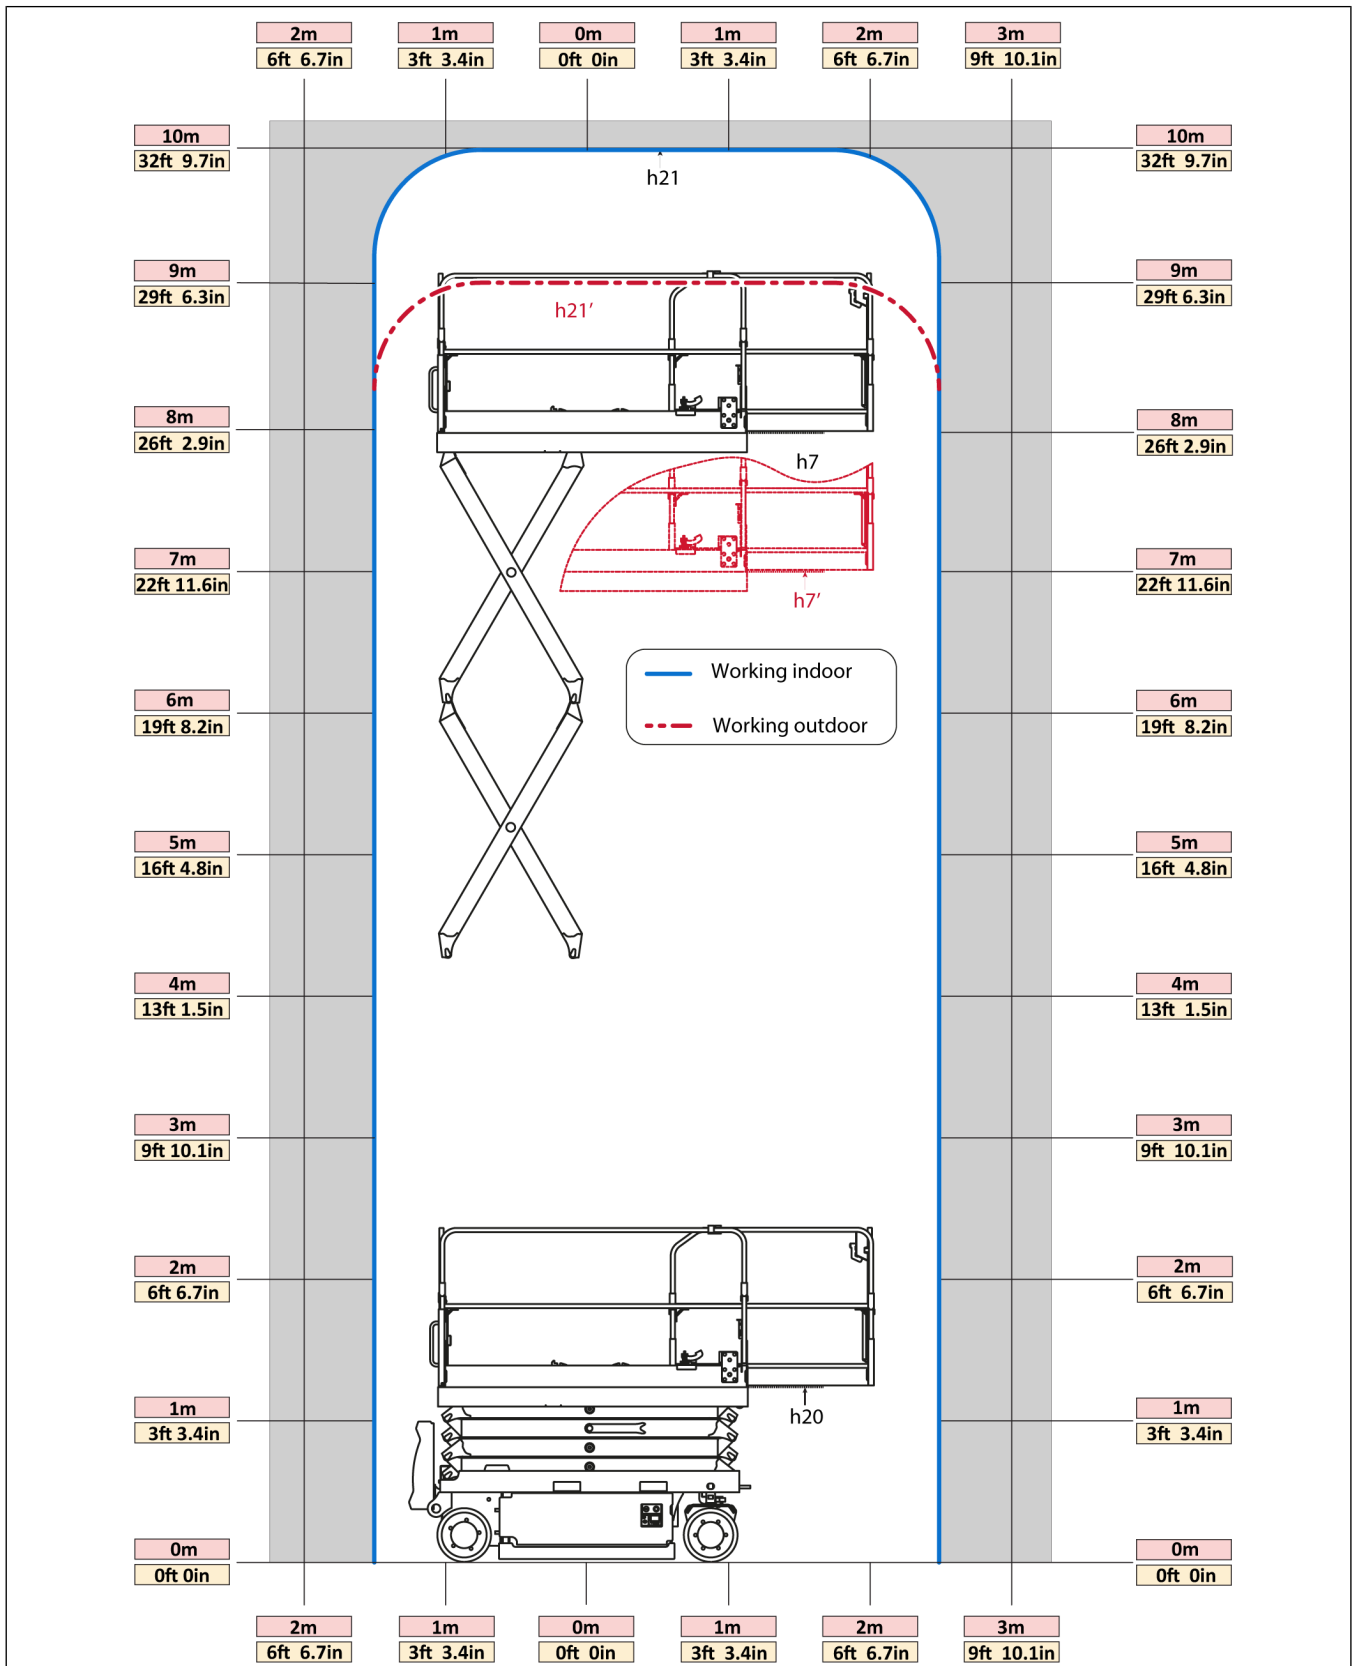 2m 1m 0m 1m 2m 3m
6ft 6.7in 3ft 3.4in 0ft 0in 3ft 3.4in 6ft 6.7in 9ft 10.1in
10m 10m
32ft 9.7in 32ft 9.7in
h21
9m 9m
29ft 6.3in 29ft 6.3in
h21′
8m 8m
26ft 2.9in 26ft 2.9in
h7
7m 7m
22ft 11.6in 22ft 11.6in
h7′
Working indoor
6m 6m
19ft 8.2in 19ft 8.2in
Working outdoor
5m 5m
16ft 4.8in 16ft 4.8in
4m 4m
13ft 1.5in 13ft 1.5in
3m 3m
9ft 10.1in 9ft 10.1in
2m 2m
6ft 6.7in 6ft 6.7in
1m 1m
3ft 3.4in 3ft 3.4in
h20
0m 0m
0ft 0in 0ft 0in
2m 1m 0m 1m 2m 3m
6ft 6.7in 3ft 3.4in 0ft 0in 3ft 3.4in 6ft 6.7in 9ft 10.1in